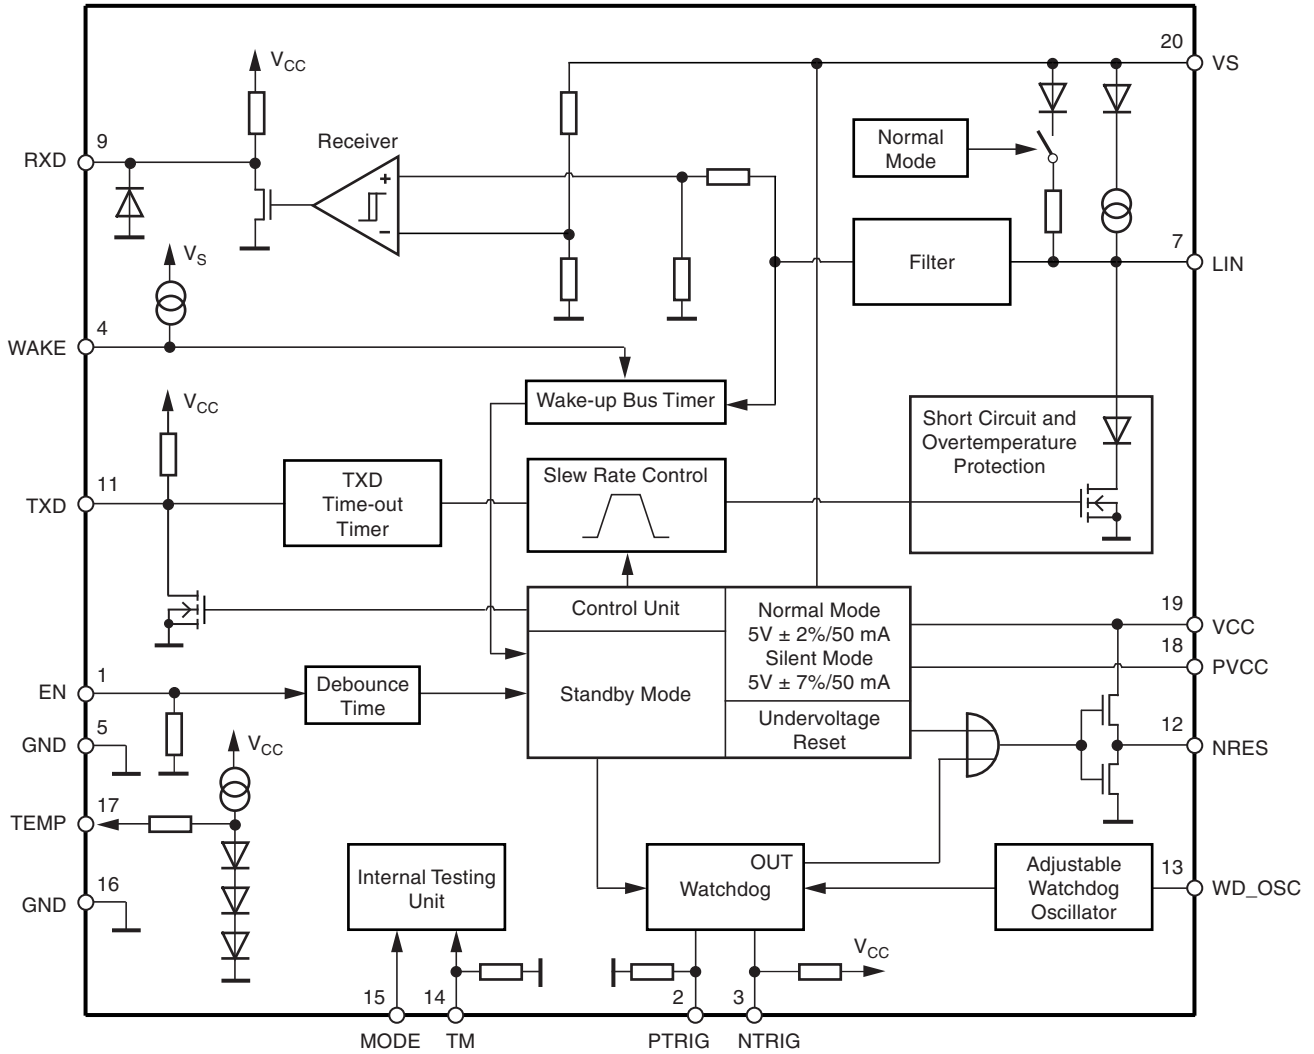 20
VS
VCC
9
RXD
Receiver
+
−
Normal
Mode
7
LIN
Filter
VS
4
WAKE
Wake-up Bus Timer
VCC
Short Circuit and
Overtemperature
Protection
11
TXD
TXD
Time-out
Timer
Slew Rate Control
Control Unit
Standby Mode
Normal Mode
5V ± 2%/50 mA
Silent Mode
5V ± 7%/50 mA
Undervoltage
Reset
19
VCC
18
PVCC
12
NRES
1
EN
Debounce
Time
5
GND
VCC
17
TEMP
16
GND
Internal Testing
Unit
OUT
Watchdog
Adjustable
Watchdog
Oscillator
13
WD_OSC
VCC
15
14
2
3
MODE
TM
PTRIG
NTRIG